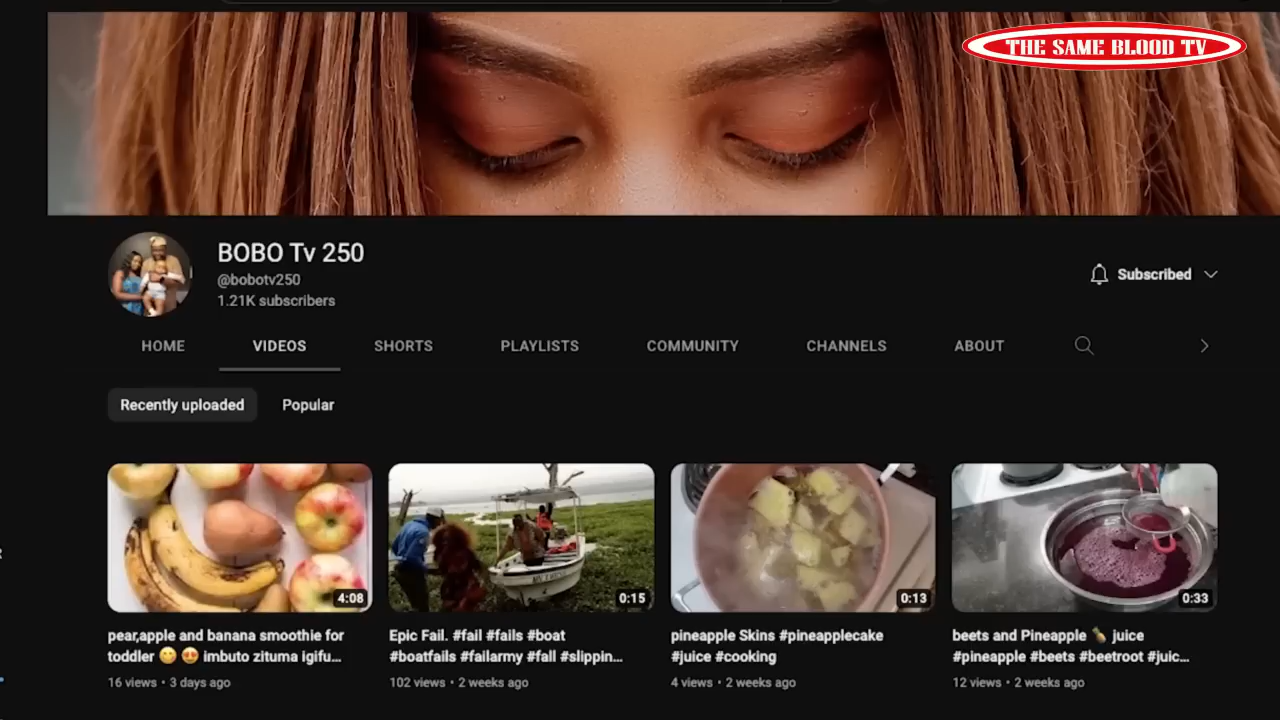 THE SAME BLOOD TV
BOBO Tv 250
@bobotv250
1.21K subscribers
Subscribed
HOME VIDEOS SHORTS PLAYLISTS COMMUNITY CHANNELS ABOUT
Recently uploaded Popular
4:08 0:15 0:13 0:33
pear,apple and banana smoothie for
toddler 😋 😍 imbuto zituma igifu...
16 views • 3 days ago
Epic Fail. #fail #fails #boat
#boatfails #failarmy #fall #slippin...
102 views • 2 weeks ago
pineapple Skins #pineapplecake
#juice #cooking
4 views • 2 weeks ago
beets and Pineapple 🍍 juice
#pineapple #beets #beetroot #juic...
12 views • 2 weeks ago